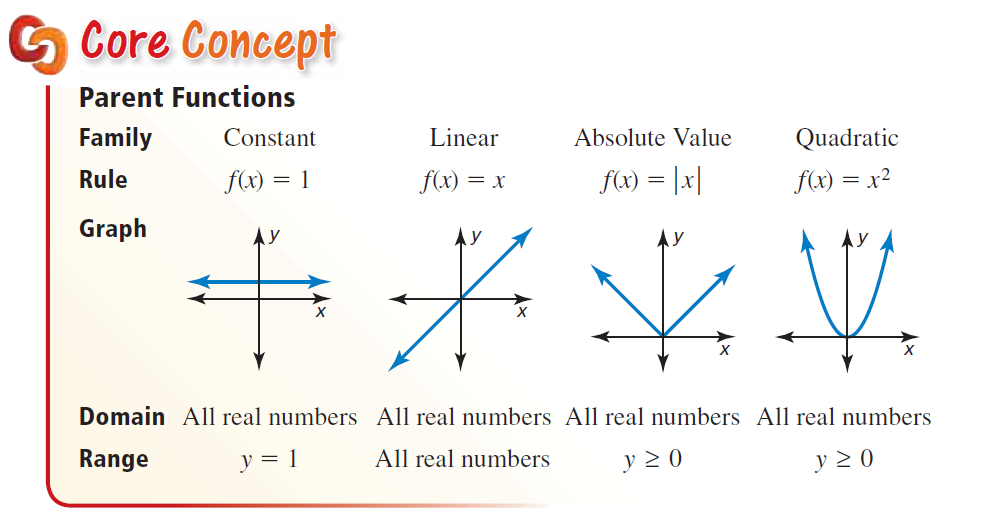 Core Concept
Parent Functions
Family Constant Linear Absolute Value Quadratic
Rule f(x) = 1 f(x) = x f(x) = |x| f(x) = x²
Graph y y y y
x x x x
Domain All real numbers All real numbers All real numbers All real numbers
Range y = 1 All real numbers y ≥ 0 y ≥ 0